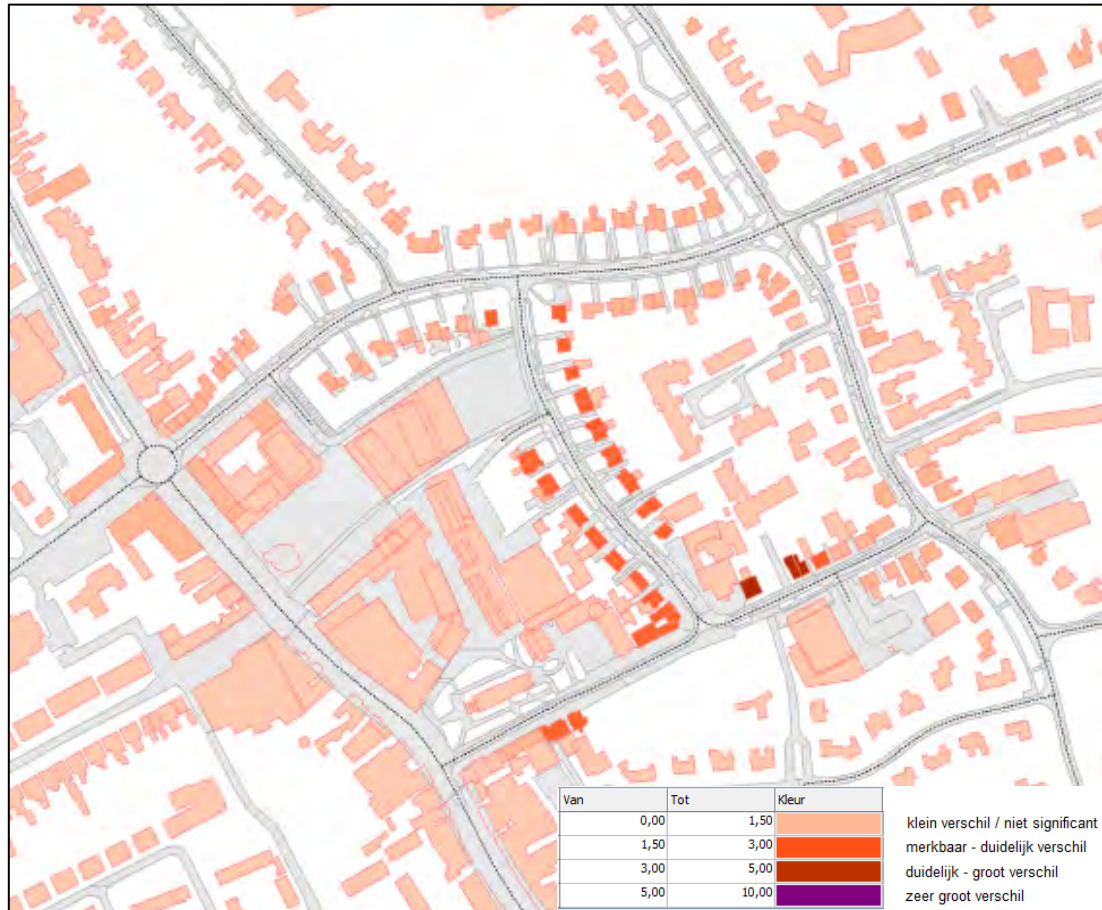 Van Tot Kleur
0,00 1,50 klein verschil / niet significant
1,50 3,00 merkbaar - duidelijk verschil
3,00 5,00 duidelijk - groot verschil
5,00 10,00 zeer groot verschil